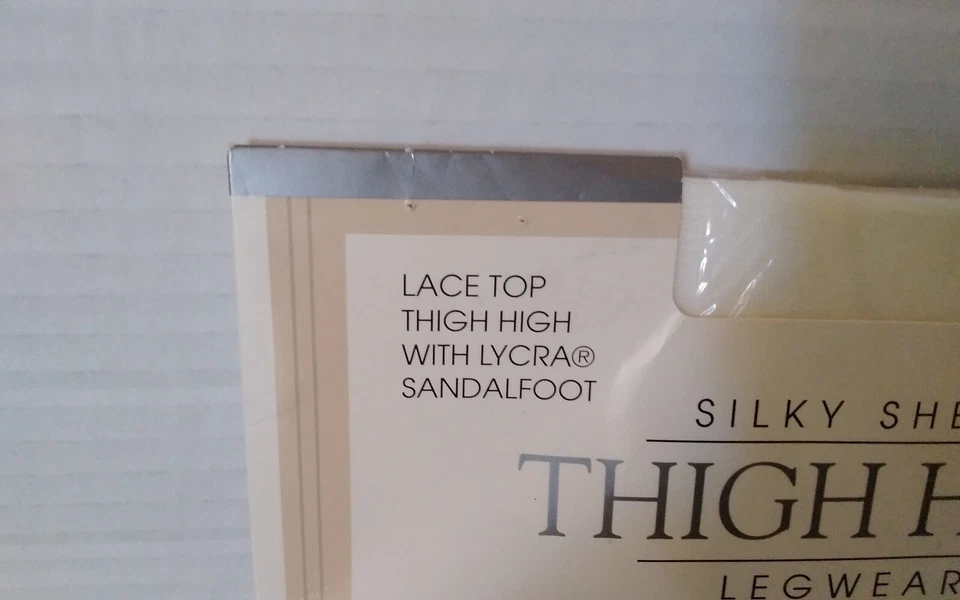 LACE TOP
THIGH HIGH
WITH LYCRA®
SANDALFOOT
SILKY SHE
THIGH H
LEGWEAR